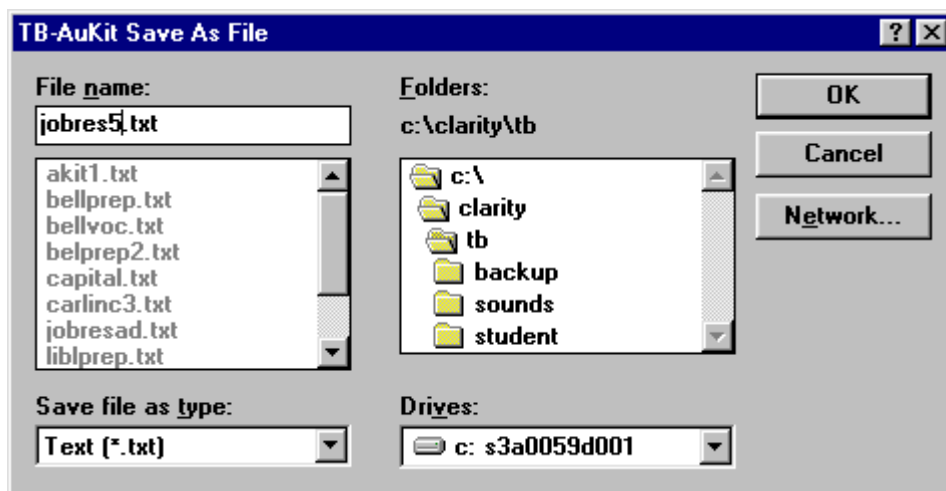 TB-AuKit Save As File
File name:
jobres5.txt
akit1.txt
bellprep.txt
bellvoc.txt
belprep2.txt
capital.txt
carlinc3.txt
jobresad.txt
liblprep.txt
Save file as type:
Text (*.txt)
Folders:
c:\clarity\tb
c:\
clarity
tb
backup
sounds
student
Drives:
c: s3a0059d001
OK
Cancel
Network...